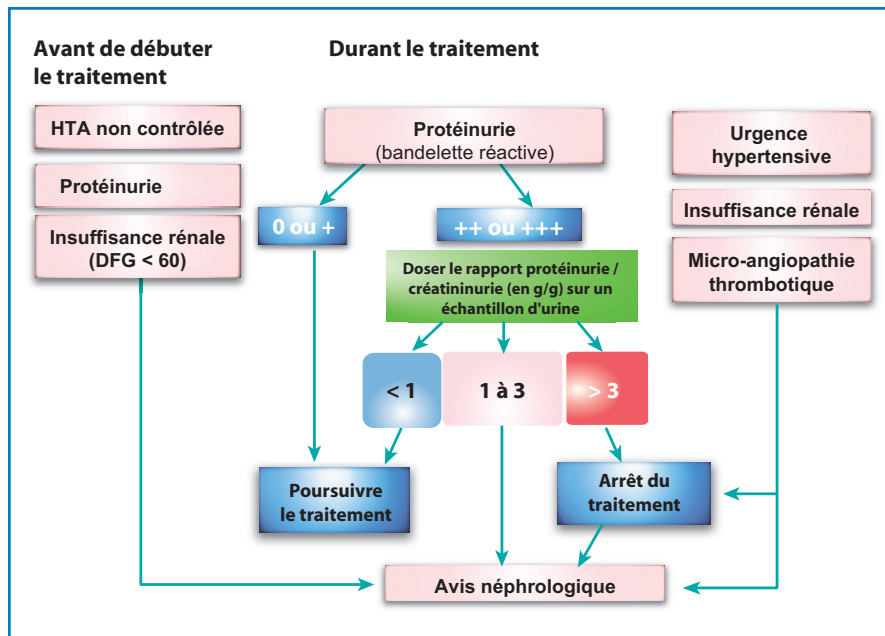 Avant de débuter
le traitement
HTA non contrôlée
Protéinurie
Insuffisance rénale
(DFG < 60)
Durant le traitement
Protéinurie
(bandelette réactive)
0 ou +
++ ou +++
Doser le rapport protéinurie /
créatininurie (en g/g) sur un
échantillon d'urine
< 1
1 à 3
> 3
Poursuivre
le traitement
Arrêt du
traitement
Urgence
hypertensive
Insuffisance rénale
Micro-angiopathie
thrombotique
Avis néphrologique